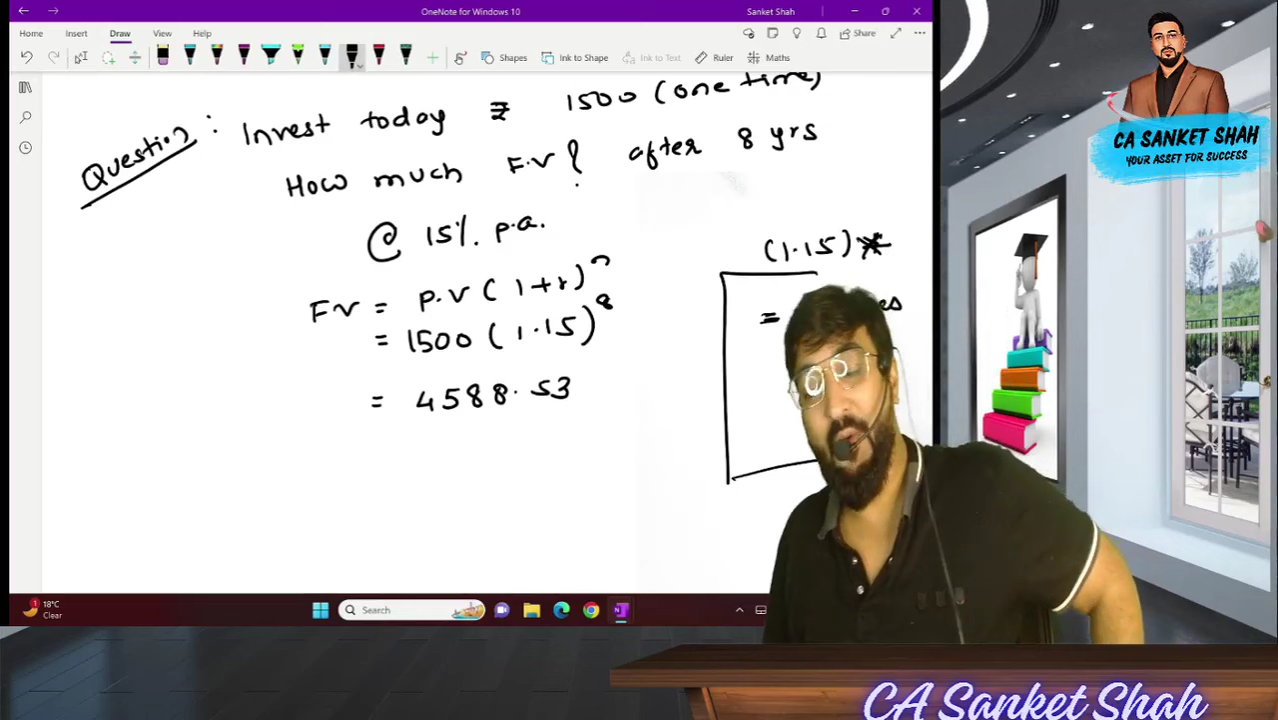 OneNote for Windows 10
Sanket Shah
Home Insert Draw View Help
Share
Shapes
Ink to Shape
Ink to Text
Ruler
Maths
Question: Invest today ₹ 1500 (one time)
How much F.V? after 8 yrs
@ 15% p.a.
FV = P.V (1+r)^n
= 1500 (1.15)^8
= 4588.53
(1.15)*
=
18°C
Clear
Search
CA SANKET SHAH
YOUR ASSET FOR SUCCESS
CA Sanket Shah